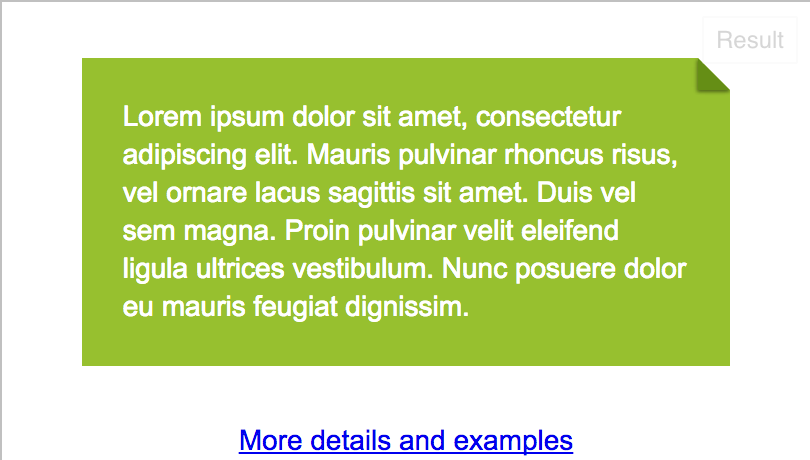 Result
Lorem ipsum dolor sit amet, consectetur
adipiscing elit. Mauris pulvinar rhoncus risus,
vel ornare lacus sagittis sit amet. Duis vel
sem magna. Proin pulvinar velit eleifend
ligula ultrices vestibulum. Nunc posuere dolor
eu mauris feugiat dignissim.
More details and examples